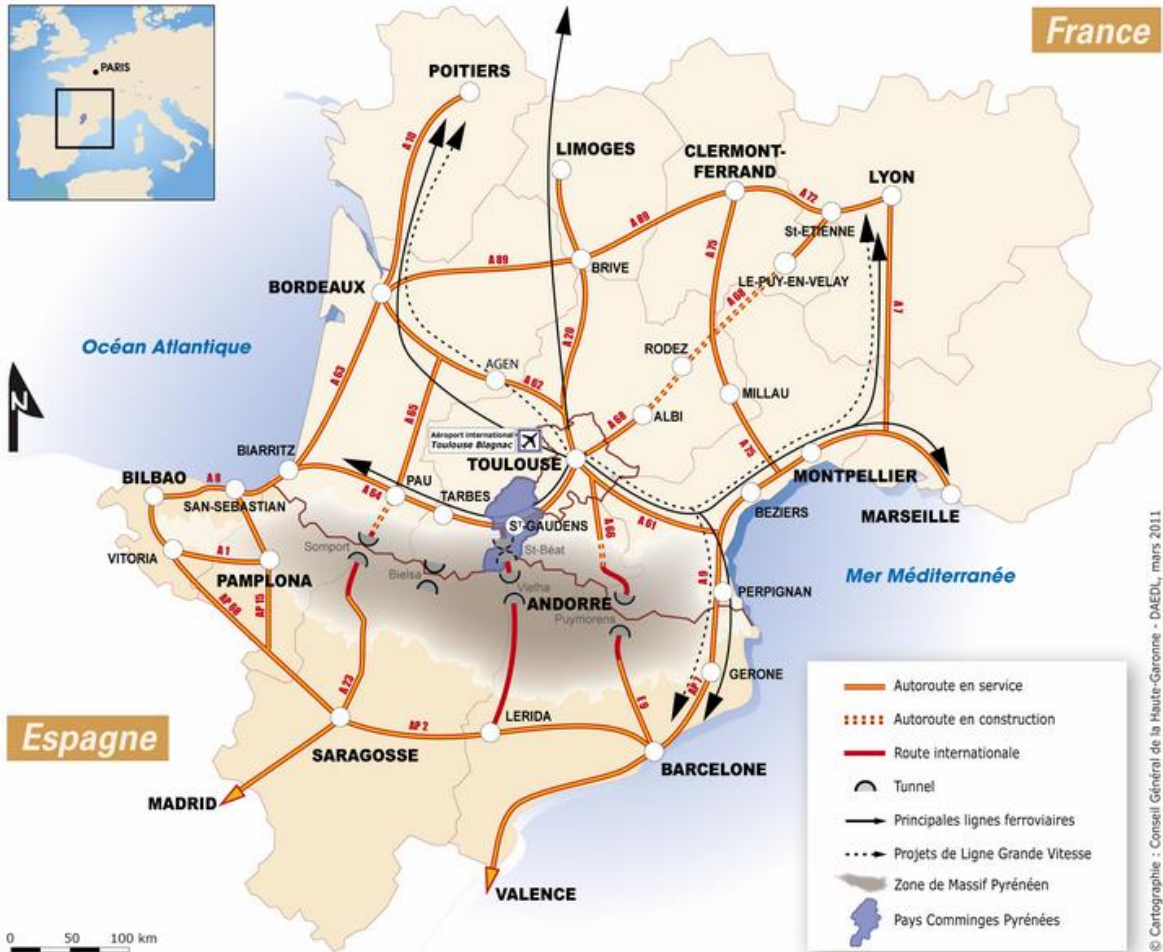 France
PARIS
POITIERS
A 10
LIMOGES
CLERMONT-
FERRAND
LYON
A 72
A 89
St-ETIENNE
A 89
BRIVE
A 75
LE-PUY-EN-VELAY
A 68
BORDEAUX
A 7
Océan Atlantique
A 20
RODEZ
AGEN
A 62
A 63
A 65
MILLAU
A 68
ALBI
Aéroport international
Toulouse Blagnac
N
A 75
BIARRITZ
TOULOUSE
MONTPELLIER
BILBAO
A 8
PAU
SAN-SEBASTIAN
A 64
TARBES
BEZIERS
MARSEILLE
ST-GAUDENS
A 66
A 61
VITORIA
A 1
Somport
St-Béat
PAMPLONA
Bielsa
A 9
Mer Méditerranée
Vielha
PERPIGNAN
ANDORRE
AP 68
AP 15
Puymorens
GERONE
AP 7
A 23
E 9
Espagne
AP 2
LERIDA
SARAGOSSE
BARCELONE
MADRID
VALENCE
Autoroute en service
Autoroute en construction
Route internationale
Tunnel
Principales lignes ferroviaires
Projets de Ligne Grande Vitesse
Zone de Massif Pyrénéen
Pays Comminges Pyrénées
0 50 100 km
© Cartographie : Conseil Général de la Haute-Garonne - DAEDL, mars 2011